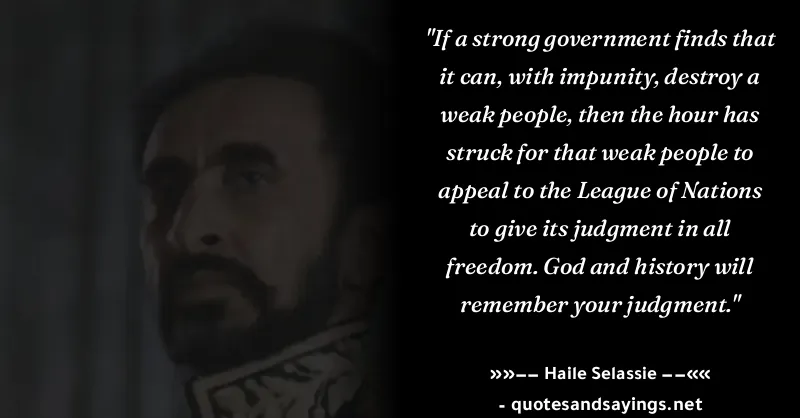 "If a strong government finds that
it can, with impunity, destroy a
weak people, then the hour has
struck for that weak people to
appeal to the League of Nations
to give its judgment in all
freedom. God and history will
remember your judgment."
»»–– Haile Selassie ––««
- quotesandsayings.net